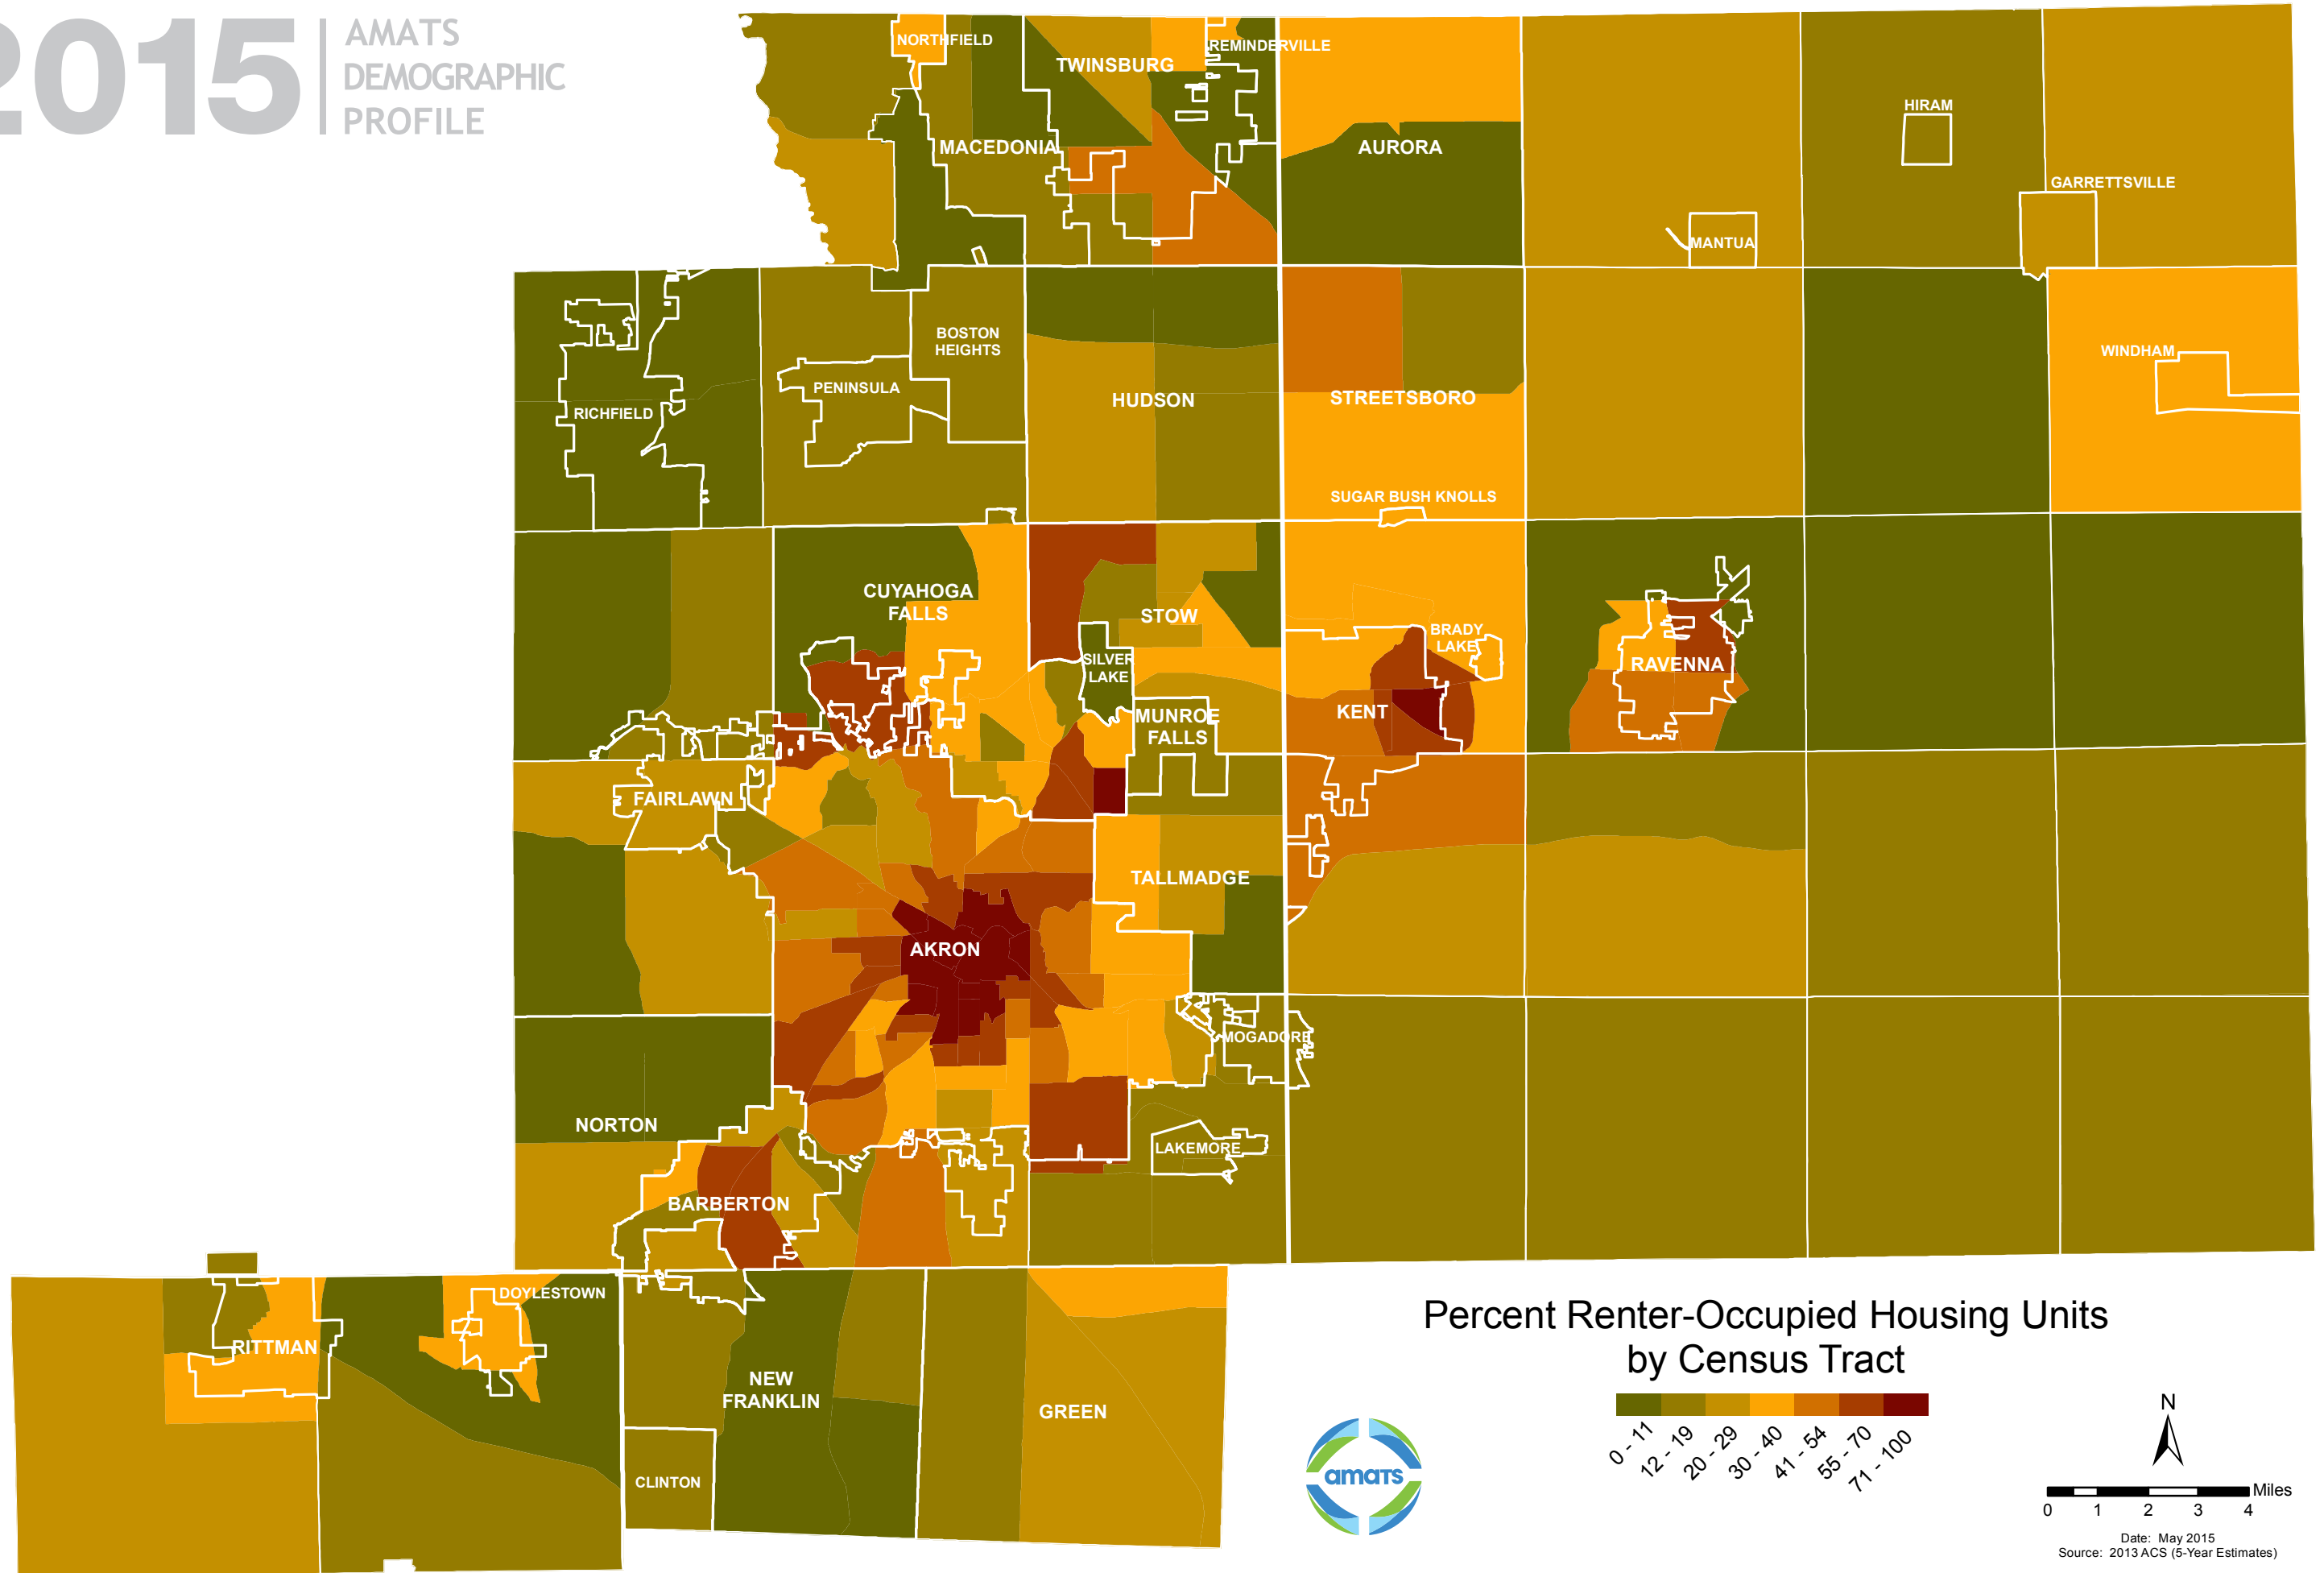 2015
AMATS
DEMOGRAPHIC
PROFILE
NORTHFIELD
REMINDERVILLE
TWINSBURG
HIRAM
MACEDONIA
AURORA
GARRETTSVILLE
MANTUA
BOSTON
HEIGHTS
WINDHAM
PENINSULA
HUDSON
STREETSBORO
RICHFIELD
SUGAR BUSH KNOLLS
CUYAHOGA
FALLS
STOW
BRADY
LAKE
SILVER
LAKE
RAVENNA
KENT
MUNROE
FALLS
FAIRLAWN
TALLMADGE
AKRON
MOGADORE
NORTON
LAKEMORE
BARBERTON
DOYLESTOWN
RITTMAN
NEW
FRANKLIN
GREEN
CLINTON
Percent Renter-Occupied Housing Units
by Census Tract
0 - 11
12 - 19
20 - 29
30 - 40
41 - 54
55 - 70
71 - 100
amats
N
Miles
0 1 2 3 4
Date: May 2015
Source: 2013 ACS (5-Year Estimates)